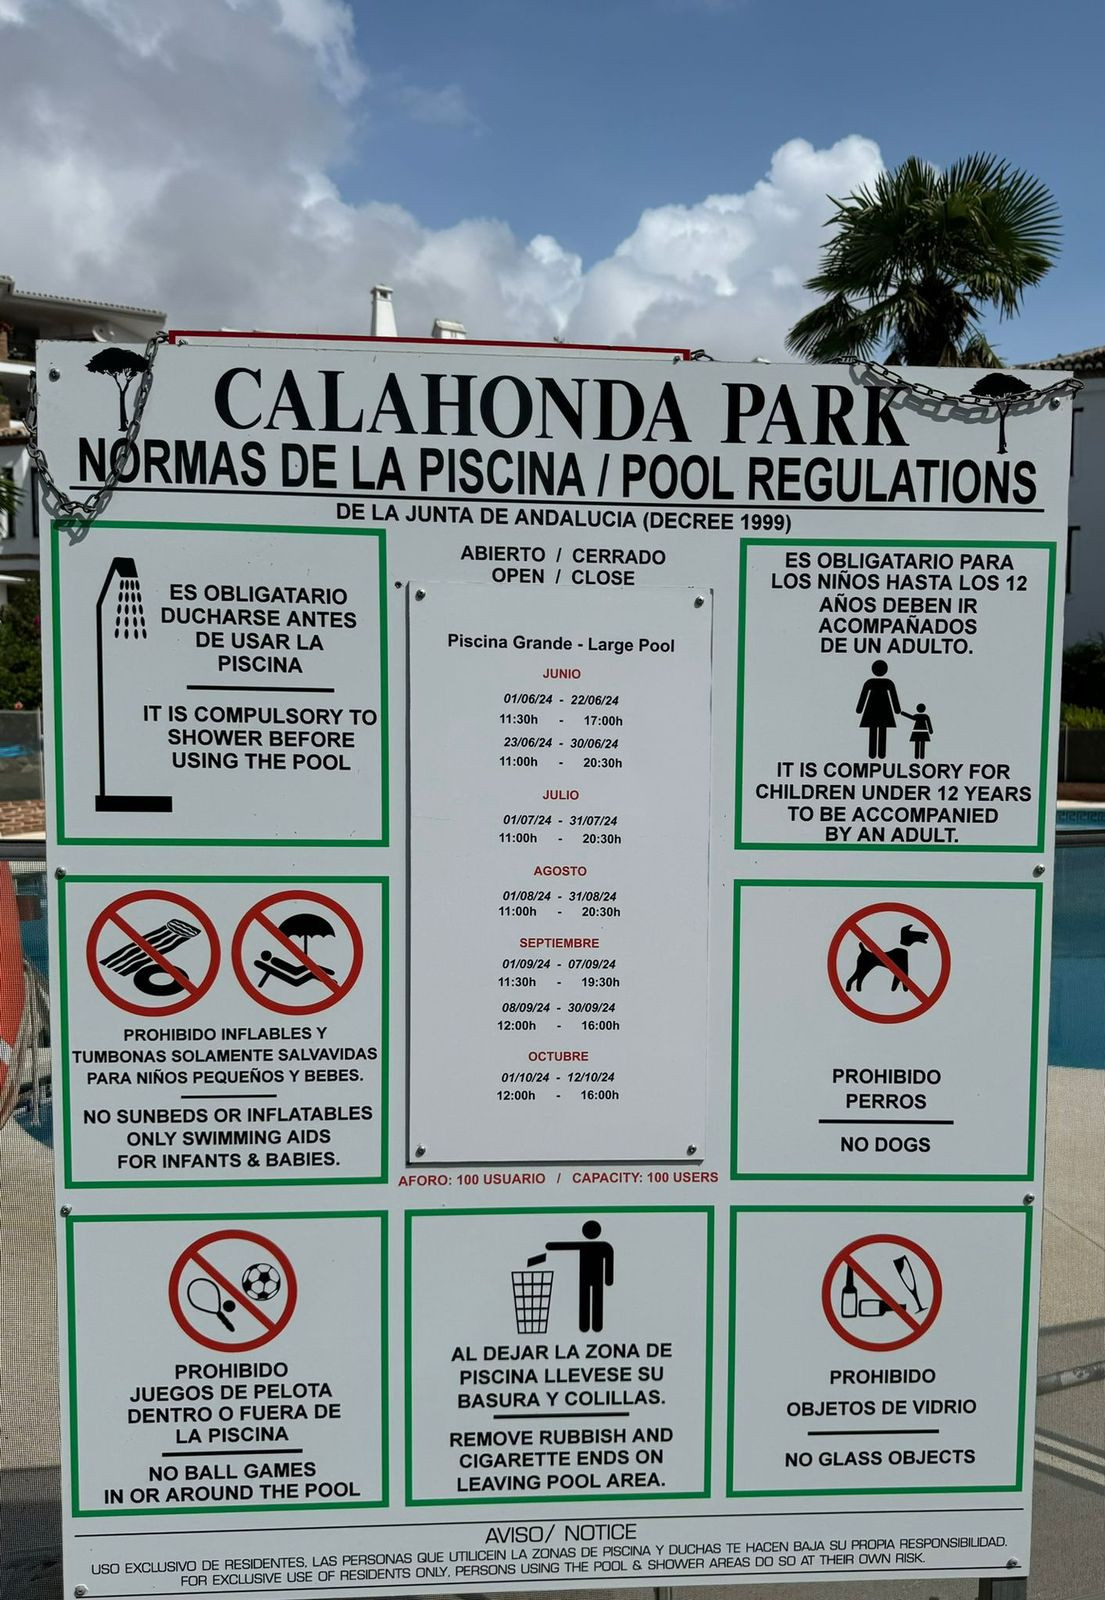 CALAHONDA PARK
NORMAS DE LA PISCINA / POOL REGULATIONS
DE LA JUNTA DE ANDALUCIA (DECREE 1999)
ES OBLIGATARIO
DUCHARSE ANTES
DE USAR LA
PISCINA
IT IS COMPULSORY TO
SHOWER BEFORE
USING THE POOL
ABIERTO / CERRADO
OPEN / CLOSE
Piscina Grande - Large Pool
JUNIO
01/06/24 - 22/06/24
11:30h - 17:00h
23/06/24 - 30/06/24
11:00h - 20:30h
JULIO
01/07/24 - 31/07/24
11:00h - 20:30h
AGOSTO
01/08/24 - 31/08/24
11:00h - 20:30h
SEPTIEMBRE
01/09/24 - 07/09/24
11:30h - 19:30h
08/09/24 - 30/09/24
12:00h - 16:00h
OCTUBRE
01/10/24 - 12/10/24
12:00h - 16:00h
AFORO: 100 USUARIO / CAPACITY: 100 USERS
ES OBLIGATARIO PARA
LOS NIÑOS HASTA LOS 12
AÑOS DEBEN IR
ACOMPAÑADOS
DE UN ADULTO.
IT IS COMPULSORY FOR
CHILDREN UNDER 12 YEARS
TO BE ACCOMPANIED
BY AN ADULT.
PROHIBIDO INFLABLES Y
TUMBONAS SOLAMENTE SALVAVIDAS
PARA NIÑOS PEQUEÑOS Y BEBES.
NO SUNBEDS OR INFLATABLES
ONLY SWIMMING AIDS
FOR INFANTS & BABIES.
PROHIBIDO
PERROS
NO DOGS
PROHIBIDO
JUEGOS DE PELOTA
DENTRO O FUERA DE
LA PISCINA
NO BALL GAMES
IN OR AROUND THE POOL
AL DEJAR LA ZONA DE
PISCINA LLEVESE SU
BASURA Y COLILLAS.
REMOVE RUBBISH AND
CIGARETTE ENDS ON
LEAVING POOL AREA.
PROHIBIDO
OBJETOS DE VIDRIO
NO GLASS OBJECTS
AVISO/ NOTICE
USO EXCLUSIVO DE RESIDENTES, LAS PERSONAS QUE UTILICEIN LA ZONAS DE PISCINA Y DUCHAS TE HACEN BAJA SU PROPIA RESPONSIBILIDAD.
FOR EXCLUSIVE USE OF RESIDENTS ONLY, PERSONS USING THE POOL & SHOWER AREAS DO SO AT THEIR OWN RISK.